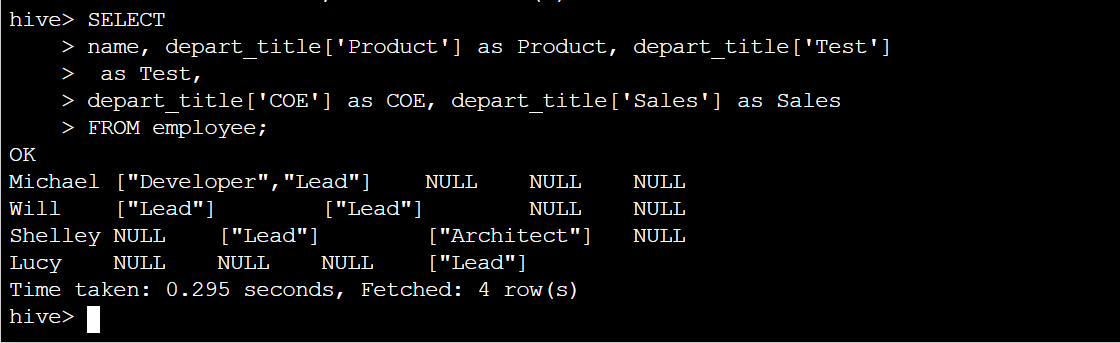 hive> SELECT
    > name, depart_title['Product'] as Product, depart_title['Test']
    >  as Test,
    > depart_title['COE'] as COE, depart_title['Sales'] as Sales
    > FROM employee;
OK
Michael ["Developer","Lead"]    NULL    NULL    NULL
Will    ["Lead"]        ["Lead"]        NULL    NULL
Shelley NULL    ["Lead"]        ["Architect"]   NULL
Lucy    NULL    NULL    NULL    ["Lead"]
Time taken: 0.295 seconds, Fetched: 4 row(s)
hive>